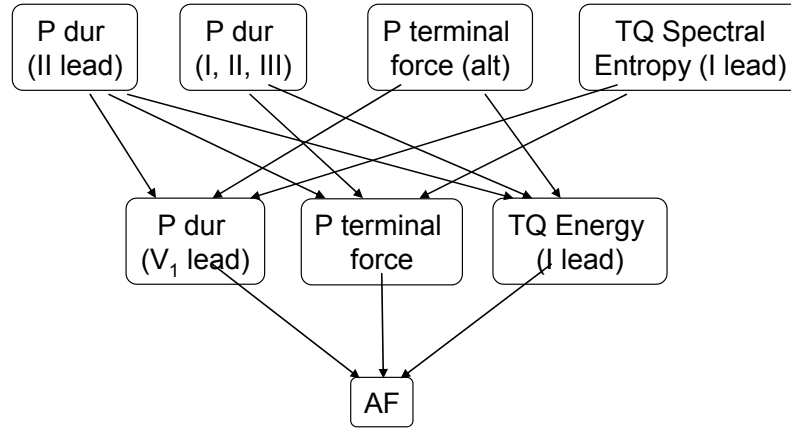 P dur
(II lead)
P dur
(I, II, III)
P terminal
force (alt)
TQ Spectral
Entropy (I lead)
P dur
(V₁ lead)
P terminal
force
TQ Energy
(I lead)
AF